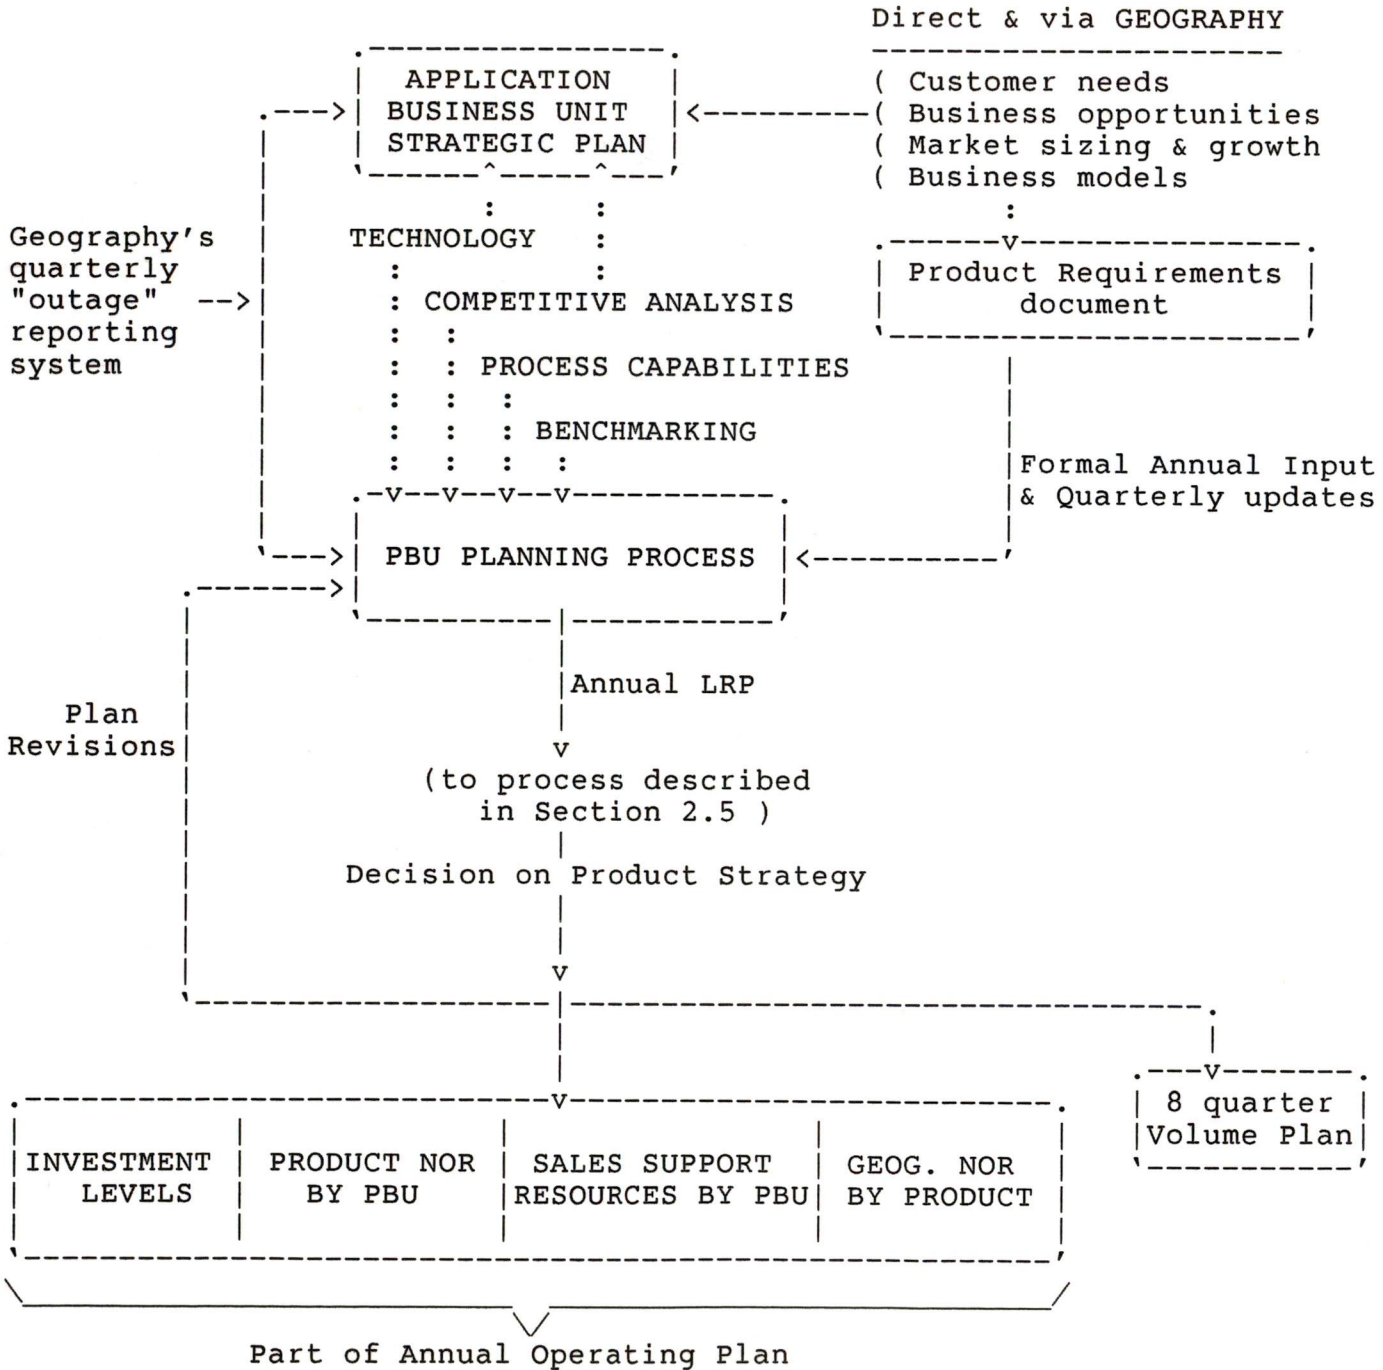 Direct & via GEOGRAPHY
APPLICATION
BUSINESS UNIT
STRATEGIC PLAN
( Customer needs
( Business opportunities
( Market sizing & growth
( Business models
Geography's
quarterly
"outage"
reporting
system
TECHNOLOGY
COMPETITIVE ANALYSIS
PROCESS CAPABILITIES
BENCHMARKING
Product Requirements
document
Formal Annual Input
& Quarterly updates
PBU PLANNING PROCESS
Annual LRP
Plan
Revisions
(to process described
in Section 2.5 )
Decision on Product Strategy
8 quarter
Volume Plan
INVESTMENT
LEVELS
PRODUCT NOR
BY PBU
SALES SUPPORT
RESOURCES BY PBU
GEOG. NOR
BY PRODUCT
Part of Annual Operating Plan